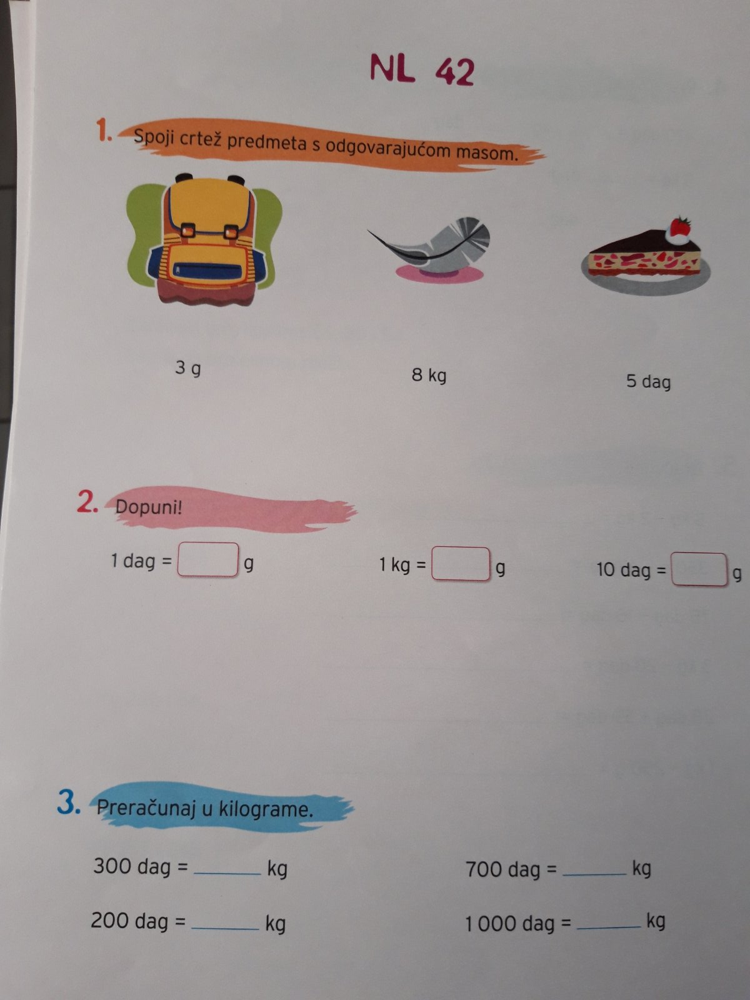 NL 42
1. Spoji crtež predmeta s odgovarajućom masom.
3 g 8 kg 5 dag
2. Dopuni!
1 dag = g 1 kg = g 10 dag = g
3. Preračunaj u kilograme.
300 dag = ______ kg 700 dag = ______ kg
200 dag = ______ kg 1 000 dag = ______ kg